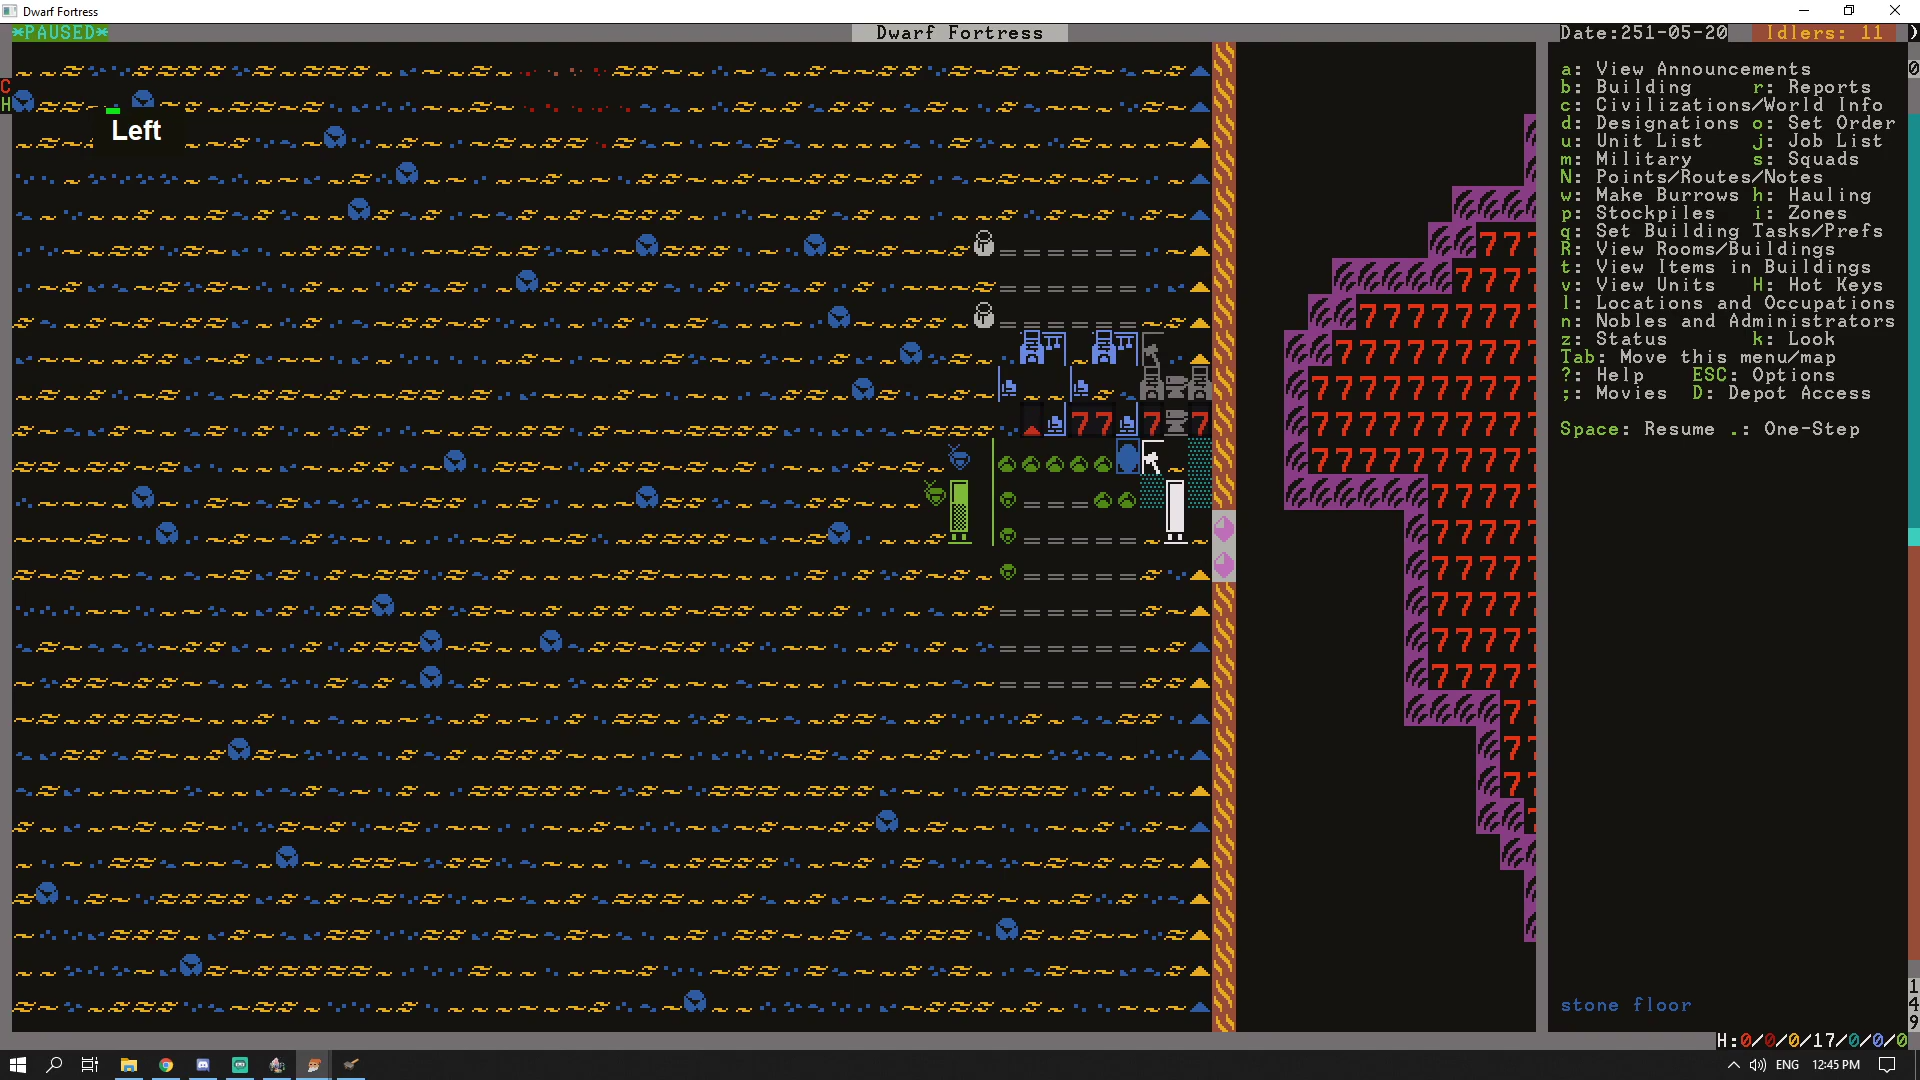 Dwarf Fortress
*PAUSED*
Dwarf Fortress
Date:251-05-20
Idlers: 11
C
H
Left
a: View Announcements
b: Building r: Reports
c: Civilizations/World Info
d: Designations o: Set Order
u: Unit List j: Job List
m: Military s: Squads
N: Points/Routes/Notes
w: Make Burrows h: Hauling
p: Stockpiles i: Zones
q: Set Building Tasks/Prefs
R: View Rooms/Buildings
t: View Items in Buildings
v: View Units H: Hot Keys
l: Locations and Occupations
n: Nobles and Administrators
z: Status k: Look
Tab: Move this menu/map
?: Help ESC: Options
;: Movies D: Depot Access
Space: Resume .: One-Step
stone floor
149
H:0/0/0/17/0/0/0
ENG
12:45 PM